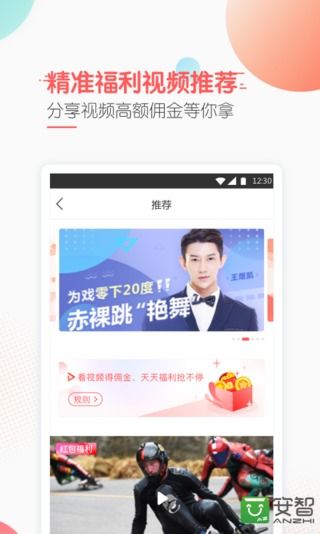 精准福利视频推荐
分享视频高额佣金等你拿
12:30
推荐
王熠凯
为戏零下20度
赤裸跳“艳舞”
看视频得佣金、天天福利抢不停
规则
红包福利
安智
ANZHI